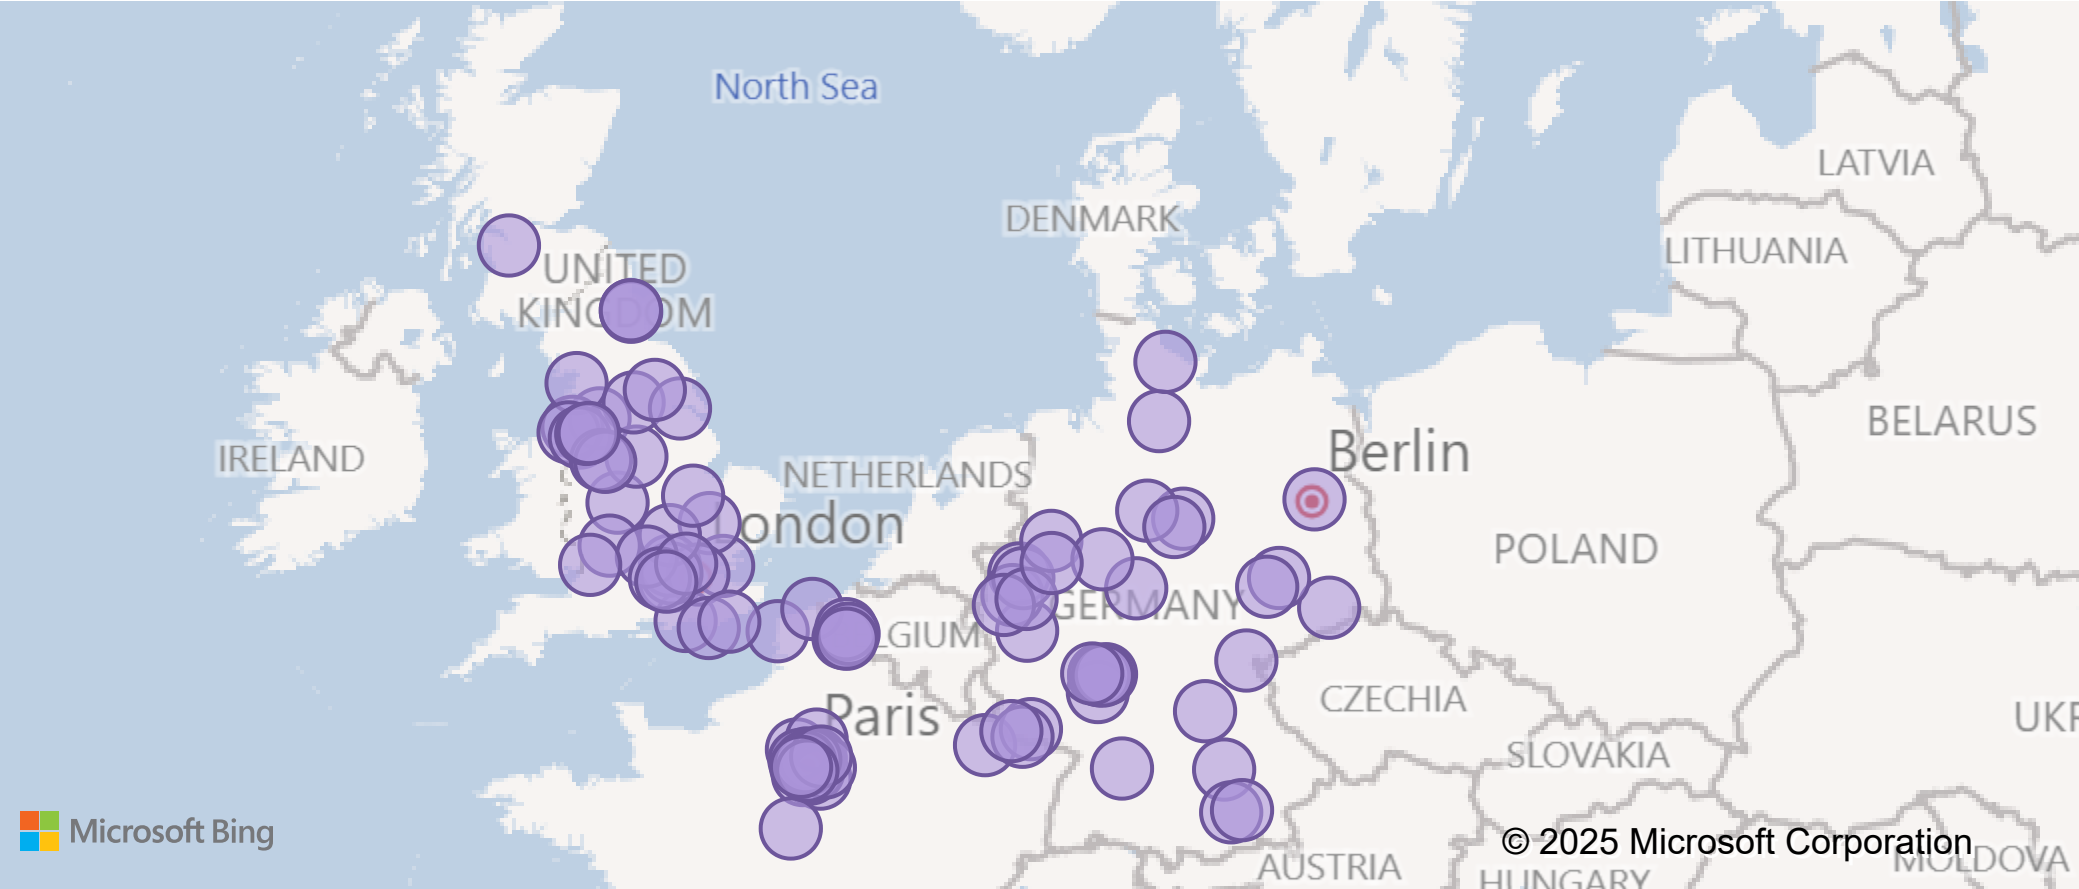 North Sea
LATVIA
DENMARK
LITHUANIA
UNITED
KINGDOM
BELARUS
Berlin
IRELAND
NETHERLANDS
London
POLAND
GERMANY
LGIUM
CZECHIA
Paris
UKR
SLOVAKIA
Microsoft Bing
© 2025 Microsoft Corporation
MOLDOVA
AUSTRIA
HUNGARY